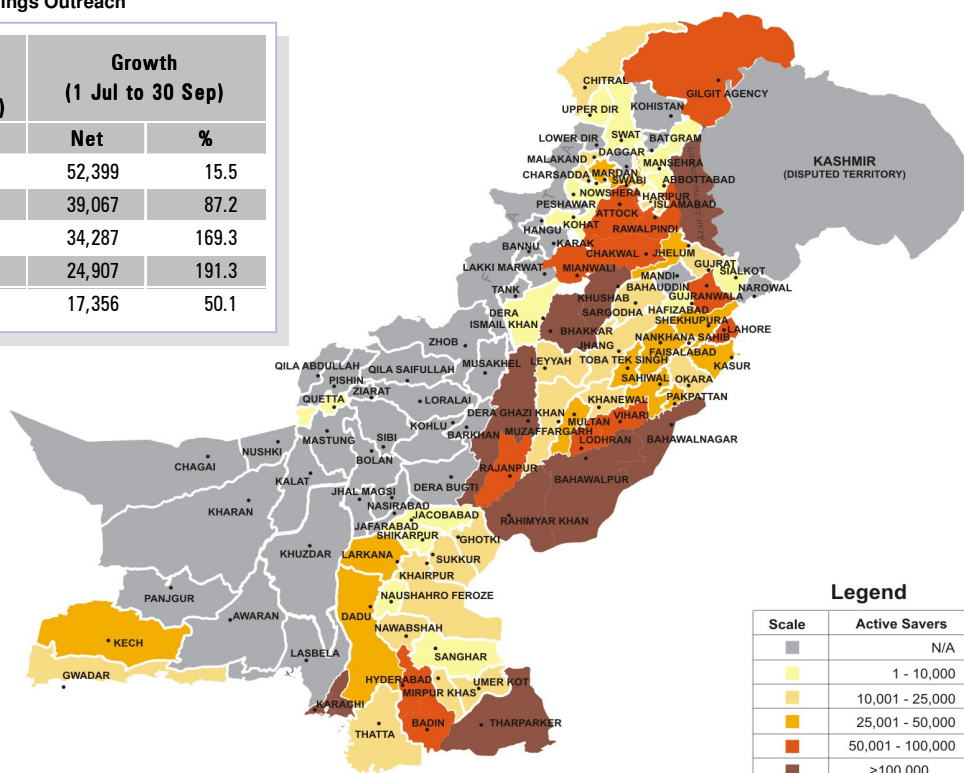 ings Outreach
Growth
(1 Jul to 30 Sep)
)
Net %
52,399 15.5
39,067 87.2
34,287 169.3
24,907 191.3
17,356 50.1
CHITRAL
GILGIT AGENCY
UPPER DIR
KOHISTAN
LOWER DIR
SWAT
BATGRAM
DAGGAR
MALAKAND
MANSEHRA
KASHMIR
(DISPUTED TERRITORY)
CHARSADDA
MARDAN
SWABI
ABBOTTABAD
NOWSHERA
HARIPUR
PESHAWAR
ISLAMABAD
ATTOCK
HANGU
KOHAT
RAWALPINDI
BANNU
KARAK
CHAKWAL
JHELUM
LAKKI MARWAT
MIANWALI
GUJRAT
SIALKOT
MANDI
BAHAUDDIN
NAROWAL
TANK
KHUSHAB
GUJRANWALA
DERA
ISMAIL KHAN
SARGODHA
HAFIZABAD
SHEKHUPURA
BHAKKAR
LAHORE
NANKHANA SAHIB
ZHOB
JHANG
FAISALABAD
MUSAKHEL
LEYYAH
TOBA TEK SINGH
KASUR
QILA ABDULLAH
QILA SAIFULLAH
PISHIN
SAHIWAL
OKARA
ZIARAT
QUETTA
LORALAI
KHANEWAL
PAKPATTAN
DERA GHAZI KHAN
VIHARI
KOHLU
MULTAN
BARKHAN
MUZAFFARGARH
MASTUNG
SIBI
LODHRAN
BAHAWALNAGAR
NUSHKI
BOLAN
CHAGAI
RAJANPUR
KALAT
DERA BUGTI
BAHAWALPUR
JHAL MAGSI
KHARAN
NASIRABAD
JACOBABAD
RAHIMYAR KHAN
JAFARABAD
SHIKARPUR
GHOTKI
KHUZDAR
LARKANA
SUKKUR
KHAIRPUR
PANJGUR
NAUSHAHRO FEROZE
AWARAN
DADU
NAWABSHAH
KECH
LASBELA
SANGHAR
GWADAR
HYDERABAD
UMER KOT
MIRPUR KHAS
KARACHI
BADIN
THARPARKER
THATTA
Legend
Scale Active Savers
N/A
1 - 10,000
10,001 - 25,000
25,001 - 50,000
50,001 - 100,000
>100,000